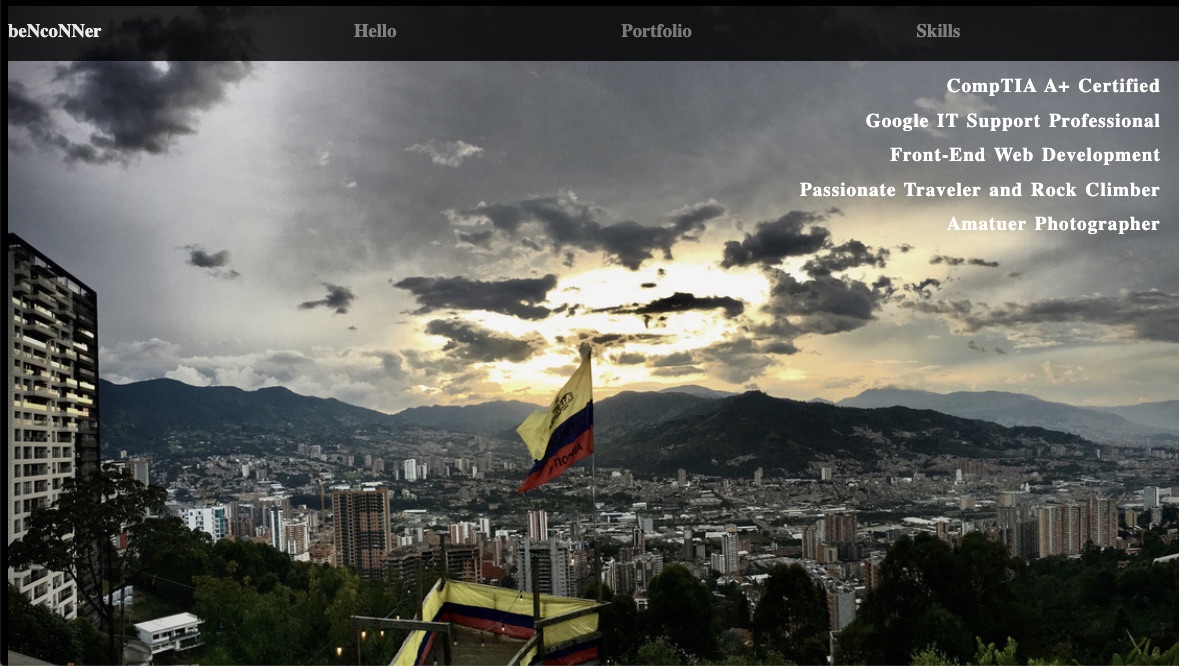 beNcoNNer Hello Portfolio Skills
CompTIA A+ Certified
Google IT Support Professional
Front-End Web Development
Passionate Traveler and Rock Climber
Amatuer Photographer